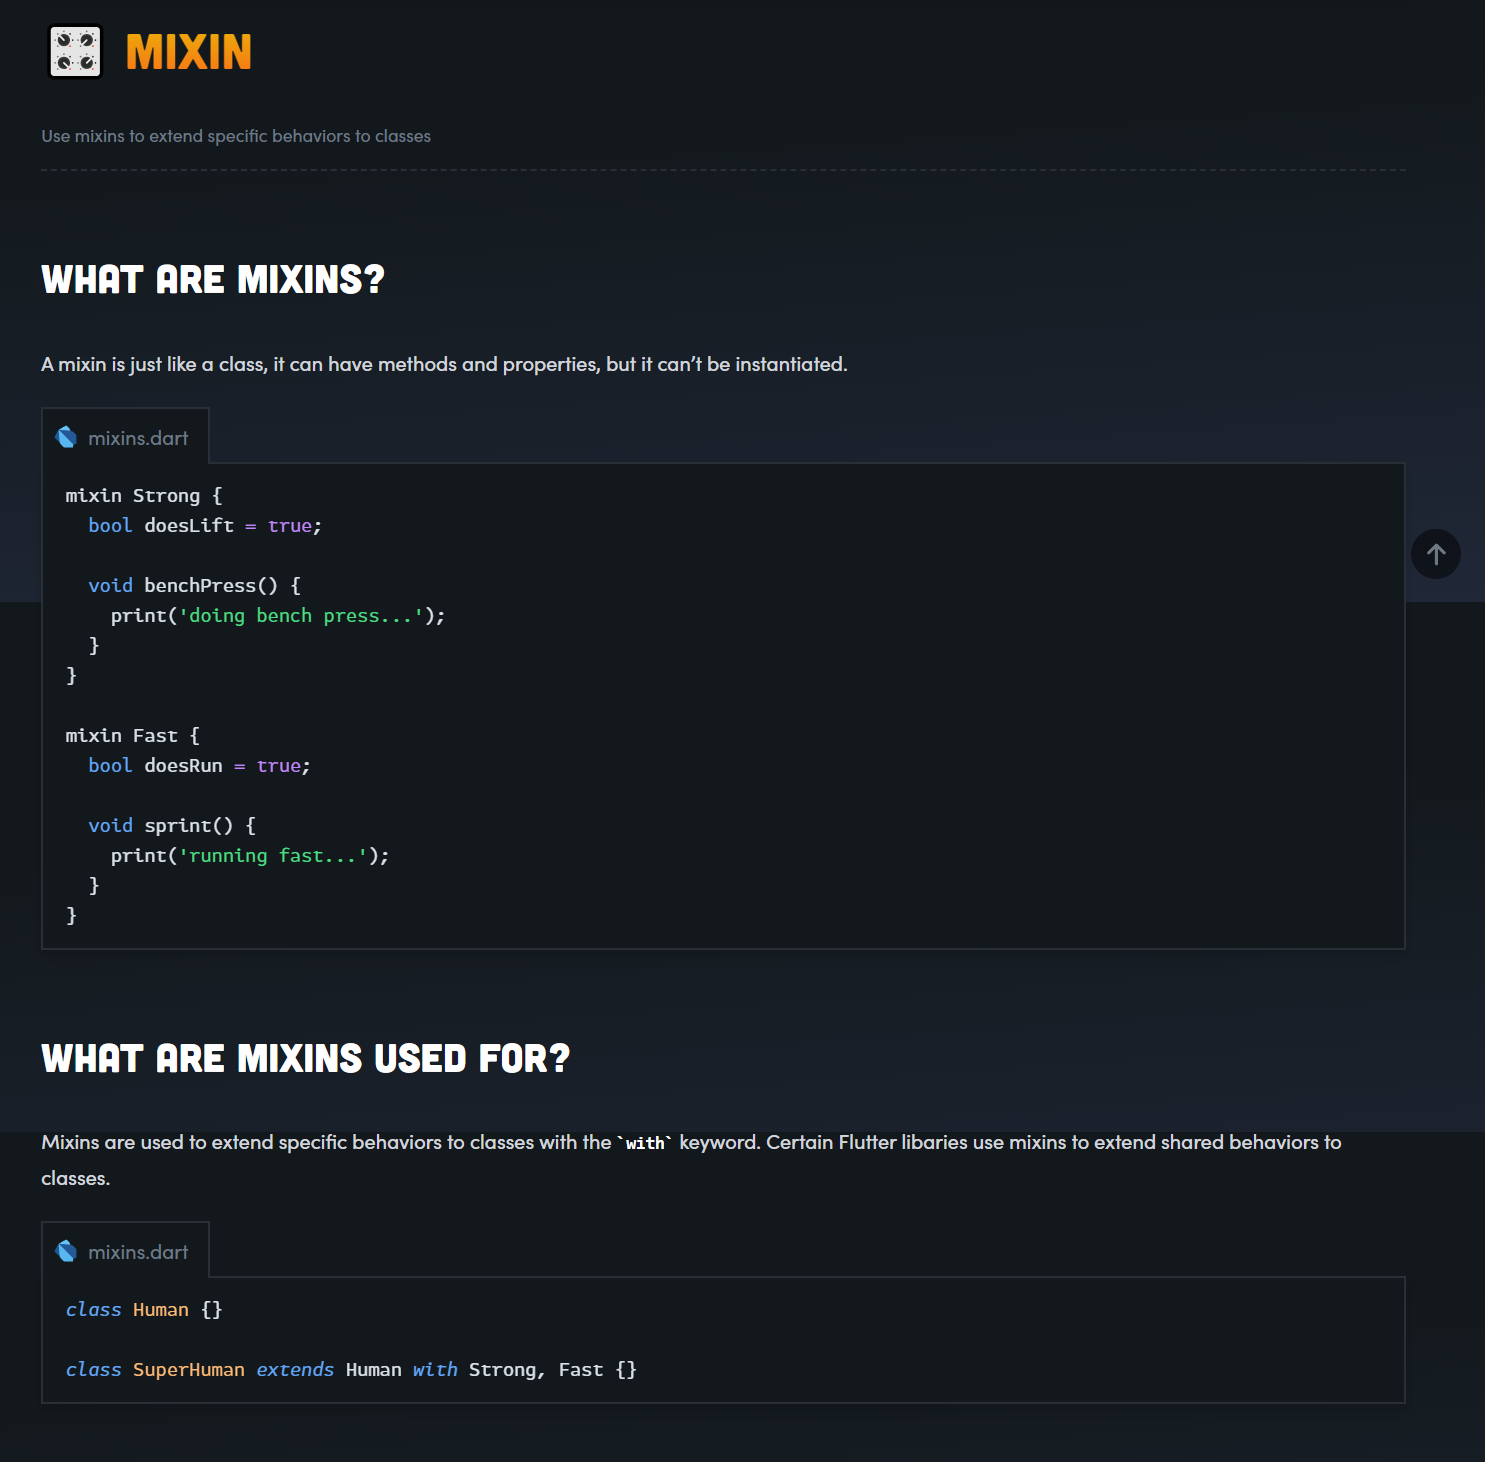 MIXIN
Use mixins to extend specific behaviors to classes
WHAT ARE MIXINS?
A mixin is just like a class, it can have methods and properties, but it can’t be instantiated.
mixins.dart
mixin Strong {
  bool doesLift = true;

  void benchPress() {
    print('doing bench press...');
  }
}

mixin Fast {
  bool doesRun = true;

  void sprint() {
    print('running fast...');
  }
}
WHAT ARE MIXINS USED FOR?
Mixins are used to extend specific behaviors to classes with the `with` keyword. Certain Flutter libaries use mixins to extend shared behaviors to
classes.
mixins.dart
class Human {}

class SuperHuman extends Human with Strong, Fast {}